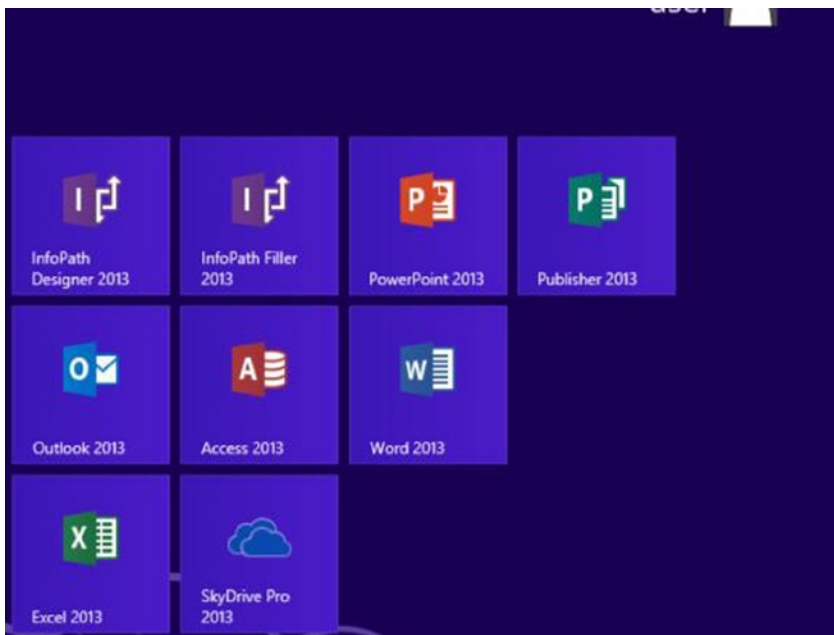 user
I
InfoPath
Designer 2013
I
InfoPath Filler
2013
P
PowerPoint 2013
P
Publisher 2013
O
Outlook 2013
A
Access 2013
W
Word 2013
X
Excel 2013
SkyDrive Pro
2013